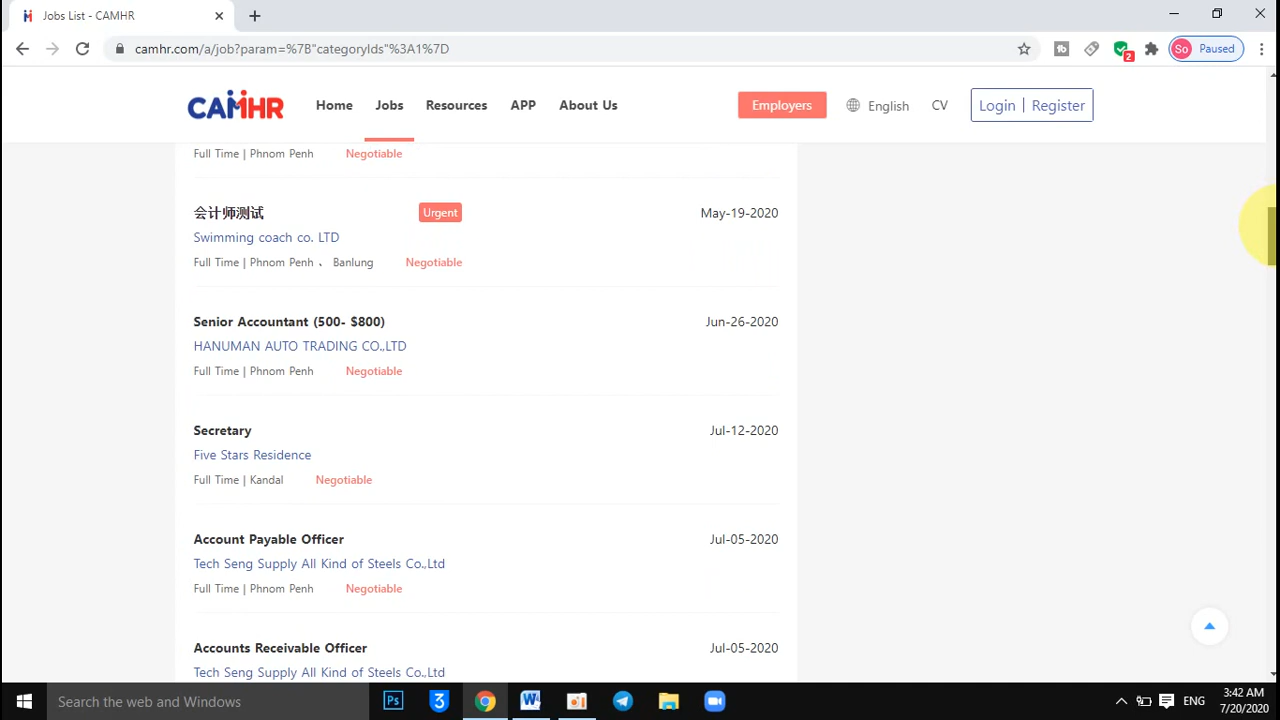 Jobs List - CAMHR
camhr.com/a/job?param=%7B"categoryIds"%3A1%7D
2
So Paused
CAMHR Home Jobs Resources APP About Us Employers English CV Login | Register
Full Time | Phnom Penh Negotiable
会计师测试 Urgent May-19-2020
Swimming coach co. LTD
Full Time | Phnom Penh 、 Banlung Negotiable
Senior Accountant (500- $800) Jun-26-2020
HANUMAN AUTO TRADING CO.,LTD
Full Time | Phnom Penh Negotiable
Secretary Jul-12-2020
Five Stars Residence
Full Time | Kandal Negotiable
Account Payable Officer Jul-05-2020
Tech Seng Supply All Kind of Steels Co.,Ltd
Full Time | Phnom Penh Negotiable
Accounts Receivable Officer Jul-05-2020
Tech Seng Supply All Kind of Steels Co.,Ltd
Search the web and Windows
Ps
3
W
ENG
3:42 AM
7/20/2020